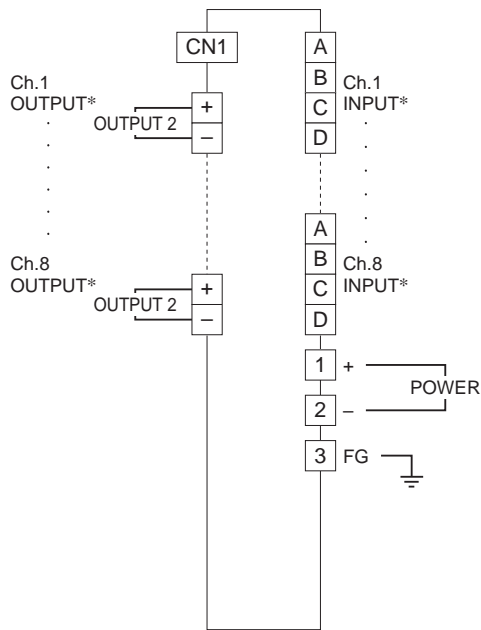 CN1
A
B
C
D
Ch.1
OUTPUT*
OUTPUT 2
+
–
Ch.1
INPUT*
A
B
C
D
Ch.8
OUTPUT*
OUTPUT 2
+
–
Ch.8
INPUT*
1 +
POWER
2 –
3 FG